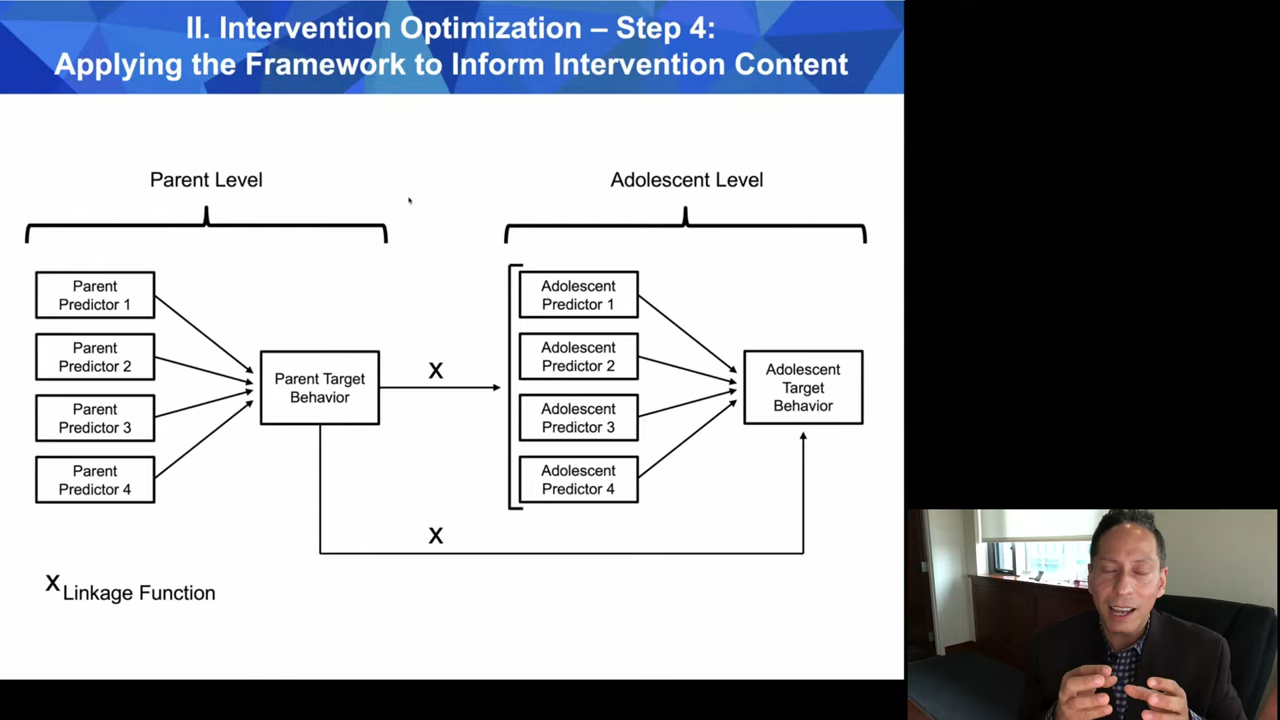 II. Intervention Optimization – Step 4:
Applying the Framework to Inform Intervention Content
Parent Level
Adolescent Level
Parent
Predictor 1
Parent
Predictor 2
Parent
Predictor 3
Parent
Predictor 4
Parent Target
Behavior
X
X
Adolescent
Predictor 1
Adolescent
Predictor 2
Adolescent
Predictor 3
Adolescent
Predictor 4
Adolescent
Target
Behavior
X Linkage Function